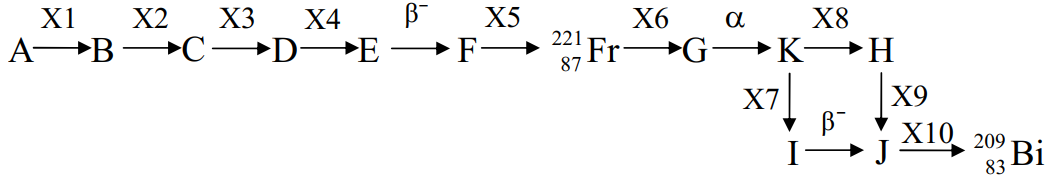 X1 X2 X3 X4 β⁻ X5 X6 α X8
A B C D E F ²²¹₈₇Fr G K H
X7 β⁻ X9
I J X10 ²⁰⁹₈₃Bi